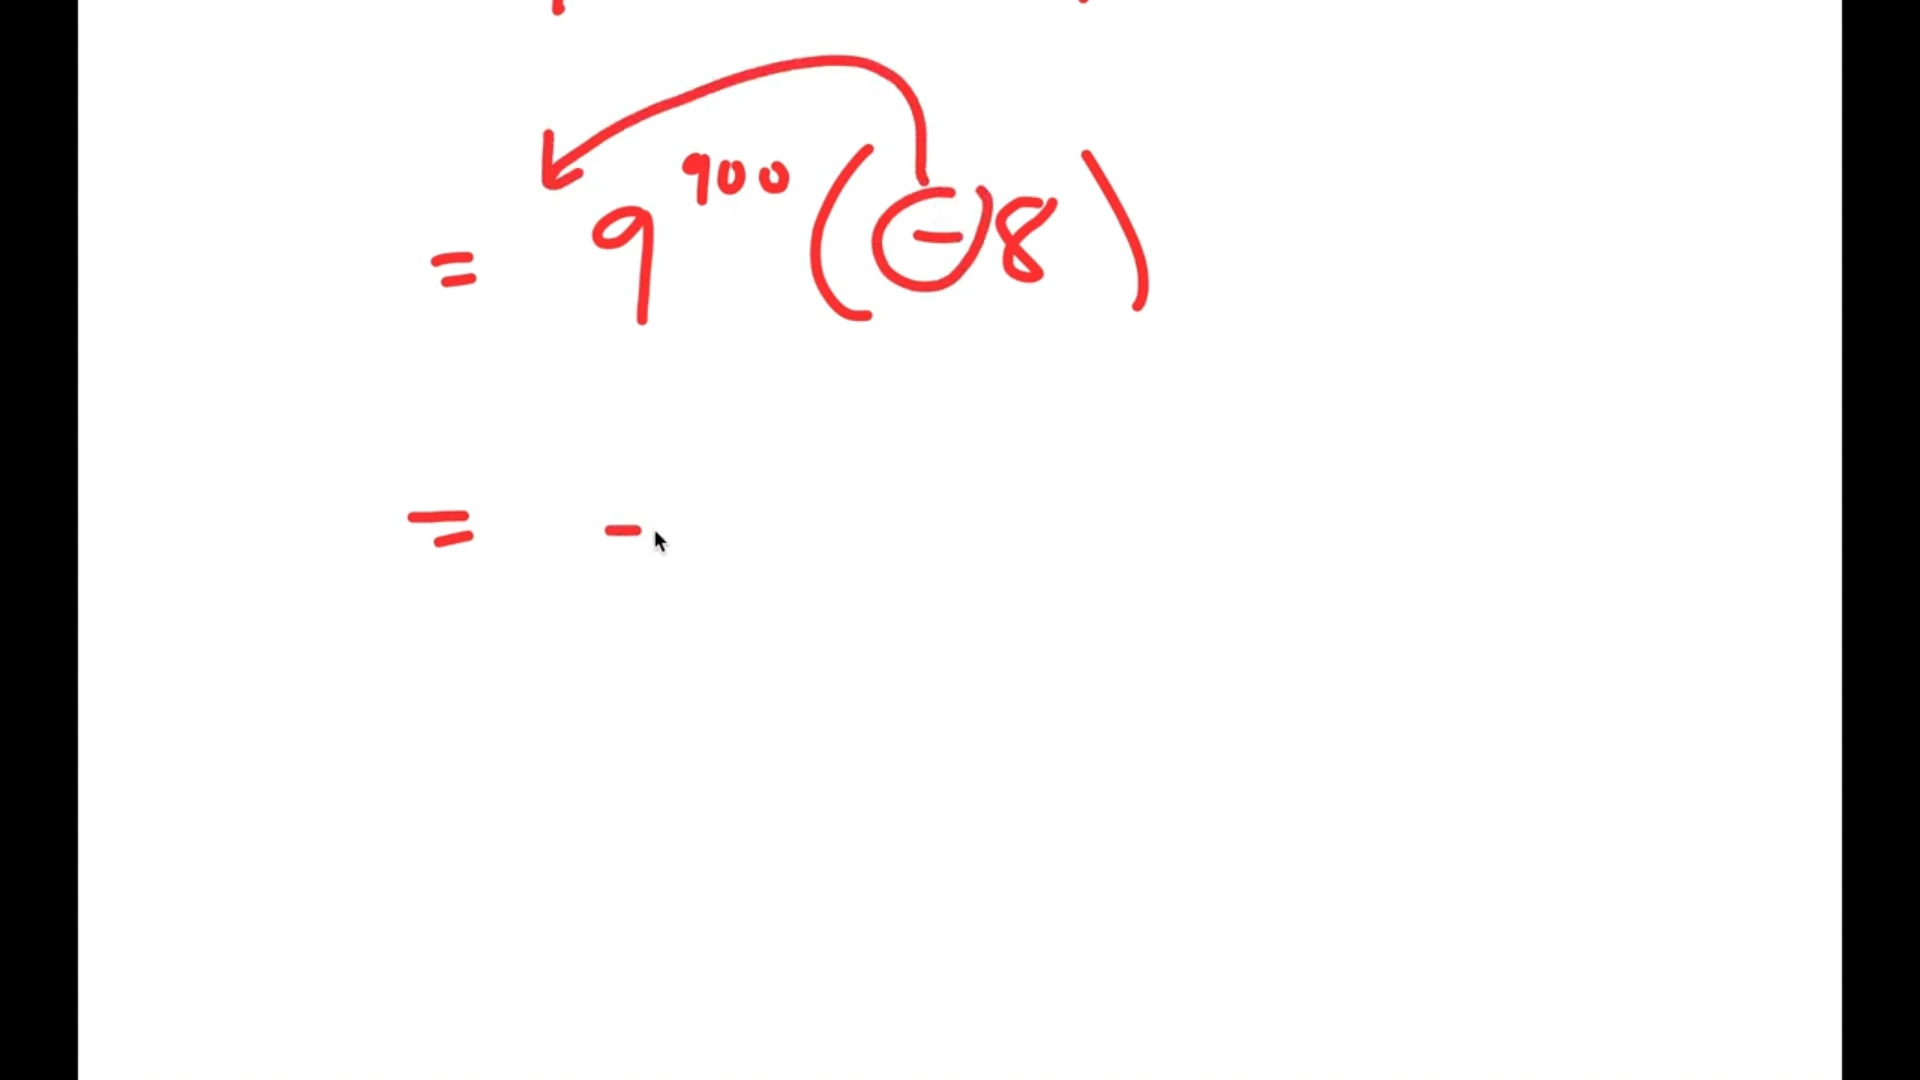 = 9^900 (-8)
= -